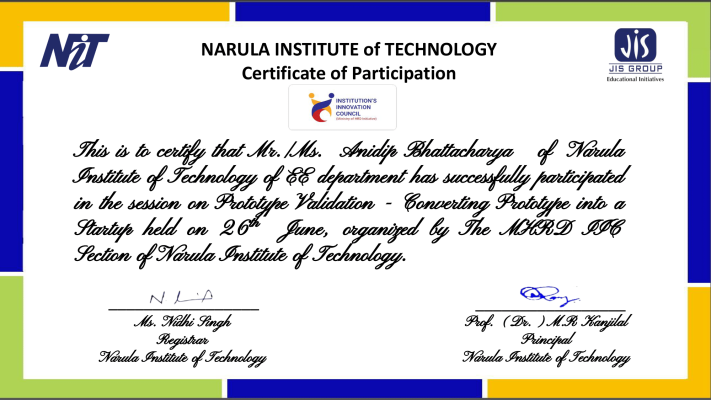 NiT
NARULA INSTITUTE of TECHNOLOGY
Certificate of Participation
JiS
JIS GROUP
Educational Initiatives
INSTITUTION'S
INNOVATION
COUNCIL
(Ministry of HRD Initiative)
This is to certify that Mr./Ms. Anidip Bhattacharya of Narula
Institute of Technology of EE department has successfully participated
in the session on Prototype Validation - Converting Prototype into a
Startup held on 26th June, organized by The MHRD IIC
Section of Narula Institute of Technology.
Ms. Nidhi Singh
Registrar
Narula Institute of Technology
Prof. (Dr. ) M.R Kanjilal
Principal
Narula Institute of Technology